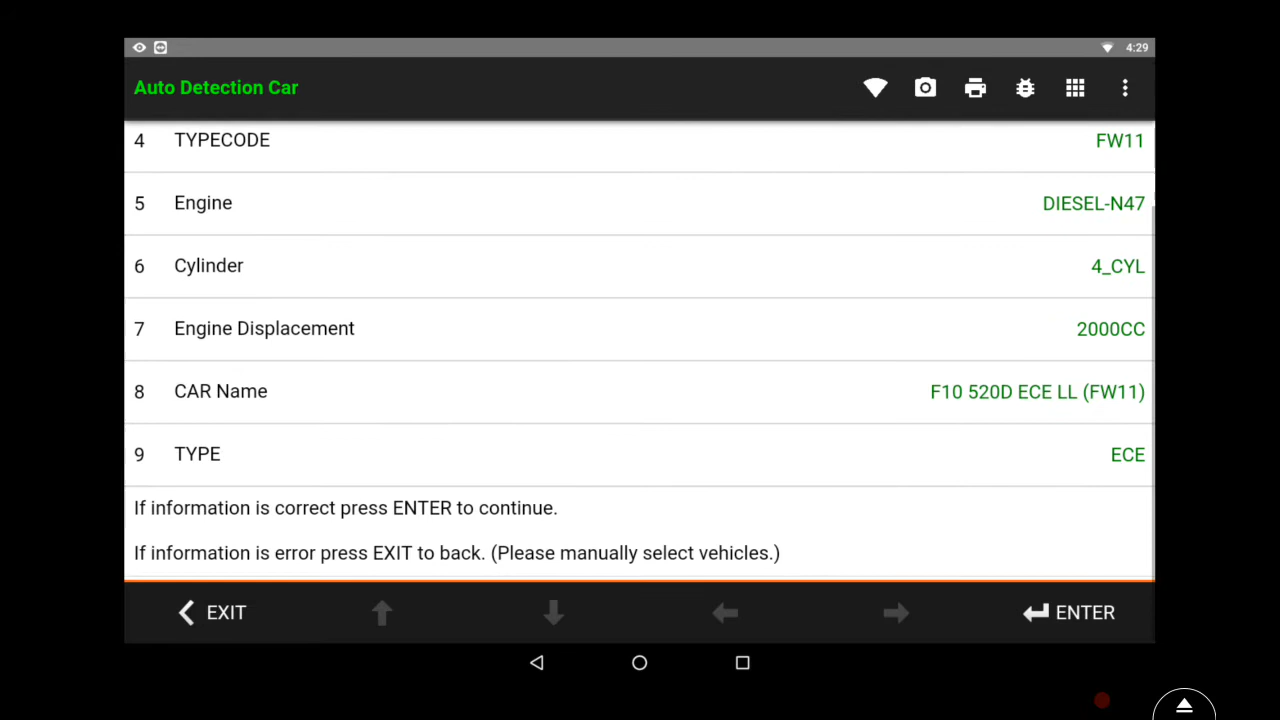 4:29
Auto Detection Car
4 TYPECODE FW11
5 Engine DIESEL-N47
6 Cylinder 4_CYL
7 Engine Displacement 2000CC
8 CAR Name F10 520D ECE LL (FW11)
9 TYPE ECE
If information is correct press ENTER to continue.
If information is error press EXIT to back. (Please manually select vehicles.)
EXIT ENTER